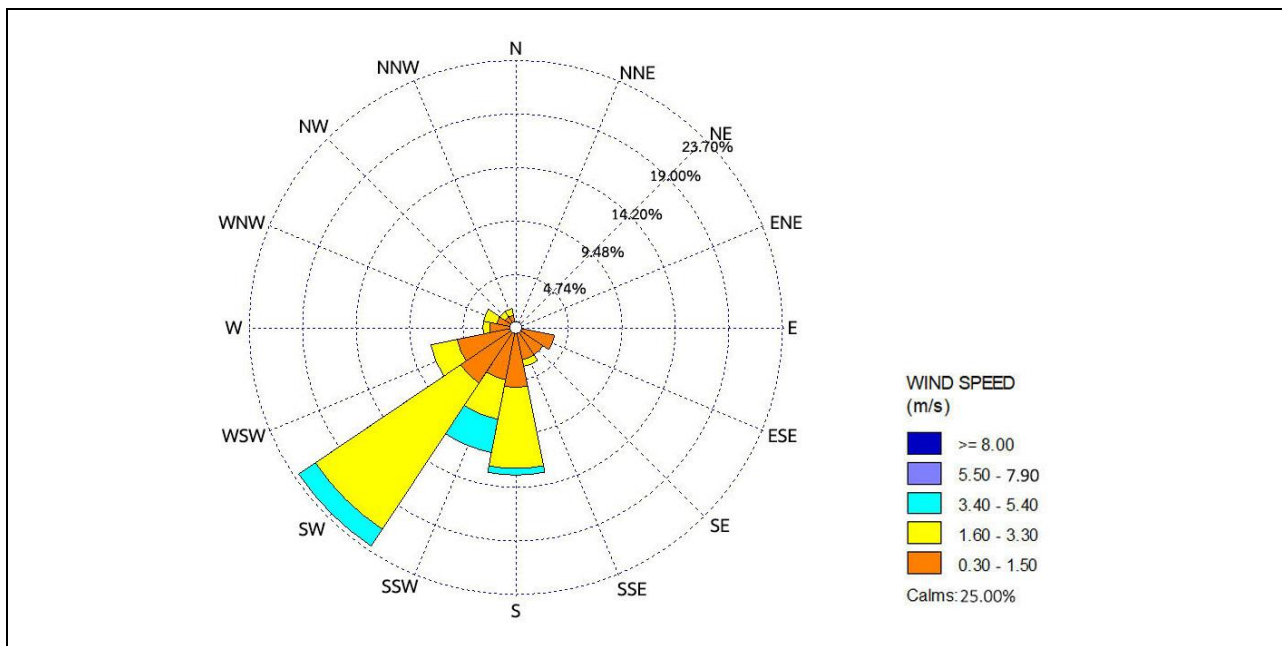 N
NNW
NNE
NW
NE
23.70%
19.00%
14.20%
WNW
ENE
9.48%
4.74%
W
E
WIND SPEED
(m/s)
WSW
ESE
>= 8.00
5.50 - 7.90
3.40 - 5.40
SW
SE
1.60 - 3.30
0.30 - 1.50
SSW
SSE
Calms: 25.00%
S